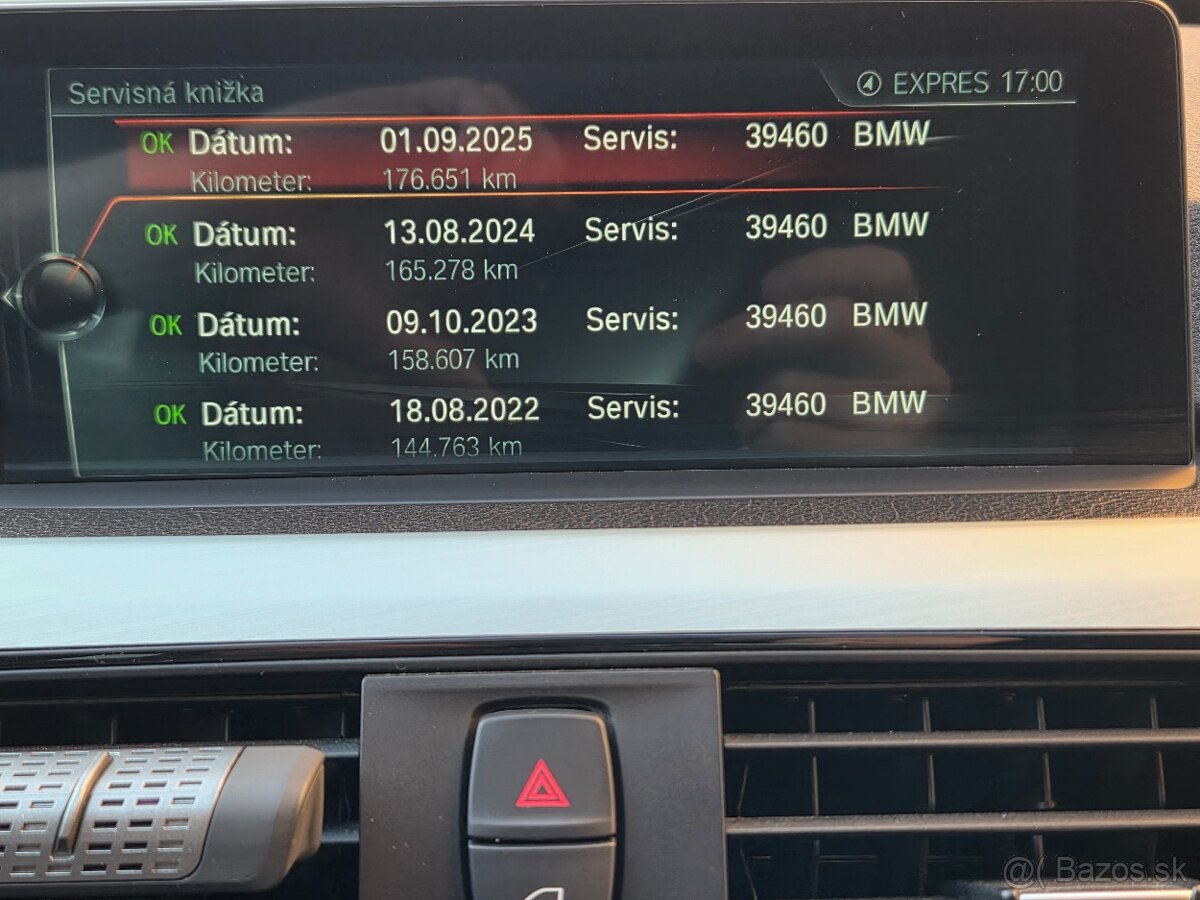 Servisná knižka
EXPRES 17:00
OK Dátum: 01.09.2025 Servis: 39460 BMW
Kilometer: 176.651 km
OK Dátum: 13.08.2024 Servis: 39460 BMW
Kilometer: 165.278 km
OK Dátum: 09.10.2023 Servis: 39460 BMW
Kilometer: 158.607 km
OK Dátum: 18.08.2022 Servis: 39460 BMW
Kilometer: 144.763 km
@( Bazos.sk